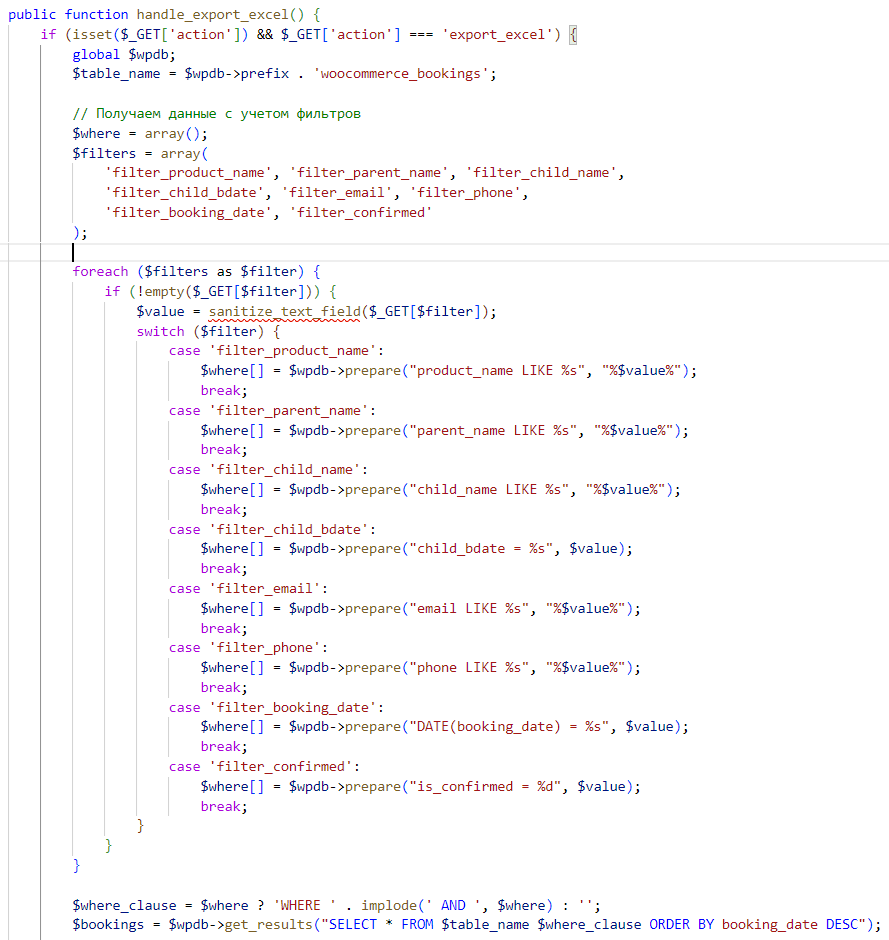 public function handle_export_excel() {
    if (isset($_GET['action']) && $_GET['action'] === 'export_excel') {
        global $wpdb;
        $table_name = $wpdb->prefix . 'woocommerce_bookings';

        // Получаем данные с учетом фильтров
        $where = array();
        $filters = array(
            'filter_product_name', 'filter_parent_name', 'filter_child_name',
            'filter_child_bdate', 'filter_email', 'filter_phone',
            'filter_booking_date', 'filter_confirmed'
        );

        foreach ($filters as $filter) {
            if (!empty($_GET[$filter])) {
                $value = sanitize_text_field($_GET[$filter]);
                switch ($filter) {
                    case 'filter_product_name':
                        $where[] = $wpdb->prepare("product_name LIKE %s", "%$value%");
                        break;
                    case 'filter_parent_name':
                        $where[] = $wpdb->prepare("parent_name LIKE %s", "%$value%");
                        break;
                    case 'filter_child_name':
                        $where[] = $wpdb->prepare("child_name LIKE %s", "%$value%");
                        break;
                    case 'filter_child_bdate':
                        $where[] = $wpdb->prepare("child_bdate = %s", $value);
                        break;
                    case 'filter_email':
                        $where[] = $wpdb->prepare("email LIKE %s", "%$value%");
                        break;
                    case 'filter_phone':
                        $where[] = $wpdb->prepare("phone LIKE %s", "%$value%");
                        break;
                    case 'filter_booking_date':
                        $where[] = $wpdb->prepare("DATE(booking_date) = %s", $value);
                        break;
                    case 'filter_confirmed':
                        $where[] = $wpdb->prepare("is_confirmed = %d", $value);
                        break;
                }
            }
        }

        $where_clause = $where ? 'WHERE ' . implode(' AND ', $where) : '';
        $bookings = $wpdb->get_results("SELECT * FROM $table_name $where_clause ORDER BY booking_date DESC");